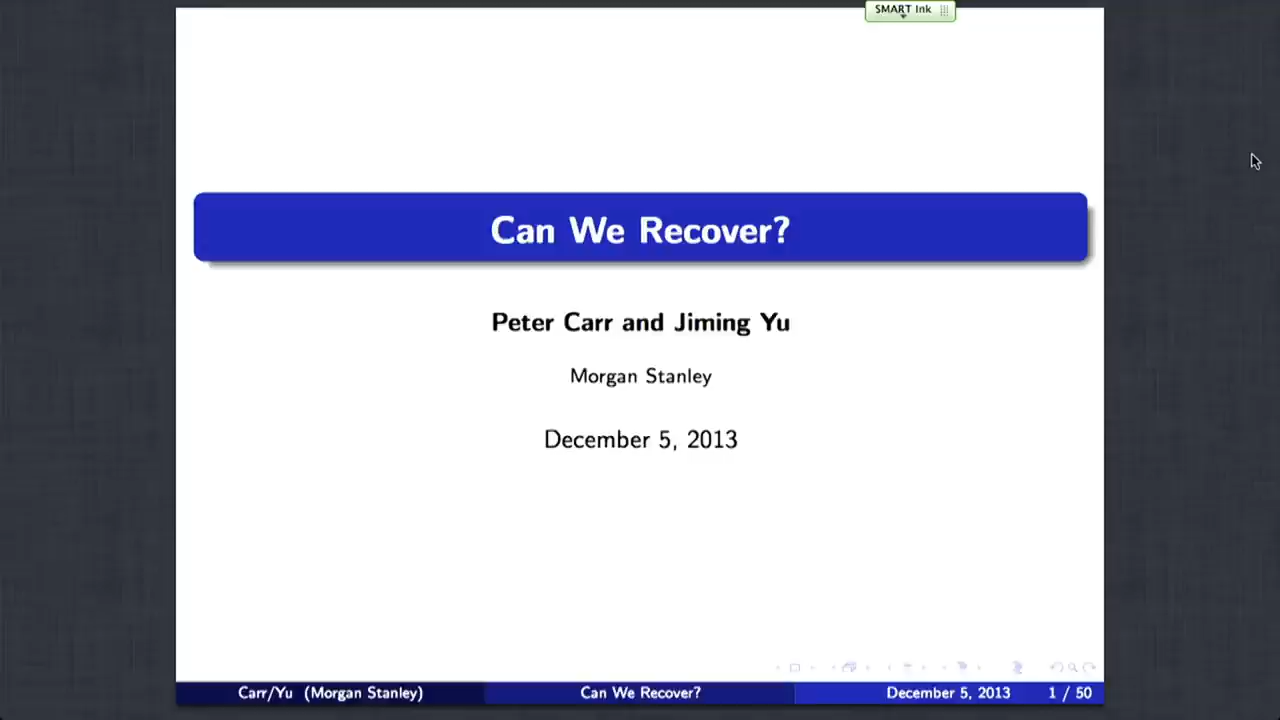 SMART Ink
Can We Recover?
Peter Carr and Jiming Yu
Morgan Stanley
December 5, 2013
Carr/Yu (Morgan Stanley) Can We Recover? December 5, 2013 1 / 50